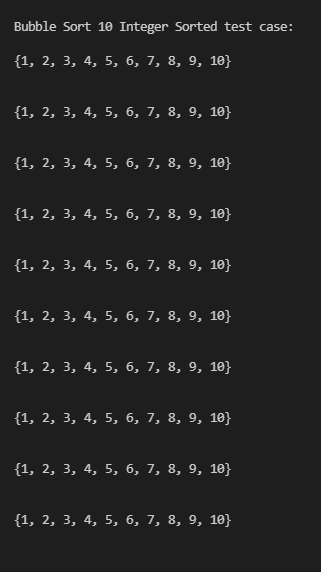 Bubble Sort 10 Integer Sorted test case:
{1, 2, 3, 4, 5, 6, 7, 8, 9, 10}
{1, 2, 3, 4, 5, 6, 7, 8, 9, 10}
{1, 2, 3, 4, 5, 6, 7, 8, 9, 10}
{1, 2, 3, 4, 5, 6, 7, 8, 9, 10}
{1, 2, 3, 4, 5, 6, 7, 8, 9, 10}
{1, 2, 3, 4, 5, 6, 7, 8, 9, 10}
{1, 2, 3, 4, 5, 6, 7, 8, 9, 10}
{1, 2, 3, 4, 5, 6, 7, 8, 9, 10}
{1, 2, 3, 4, 5, 6, 7, 8, 9, 10}
{1, 2, 3, 4, 5, 6, 7, 8, 9, 10}